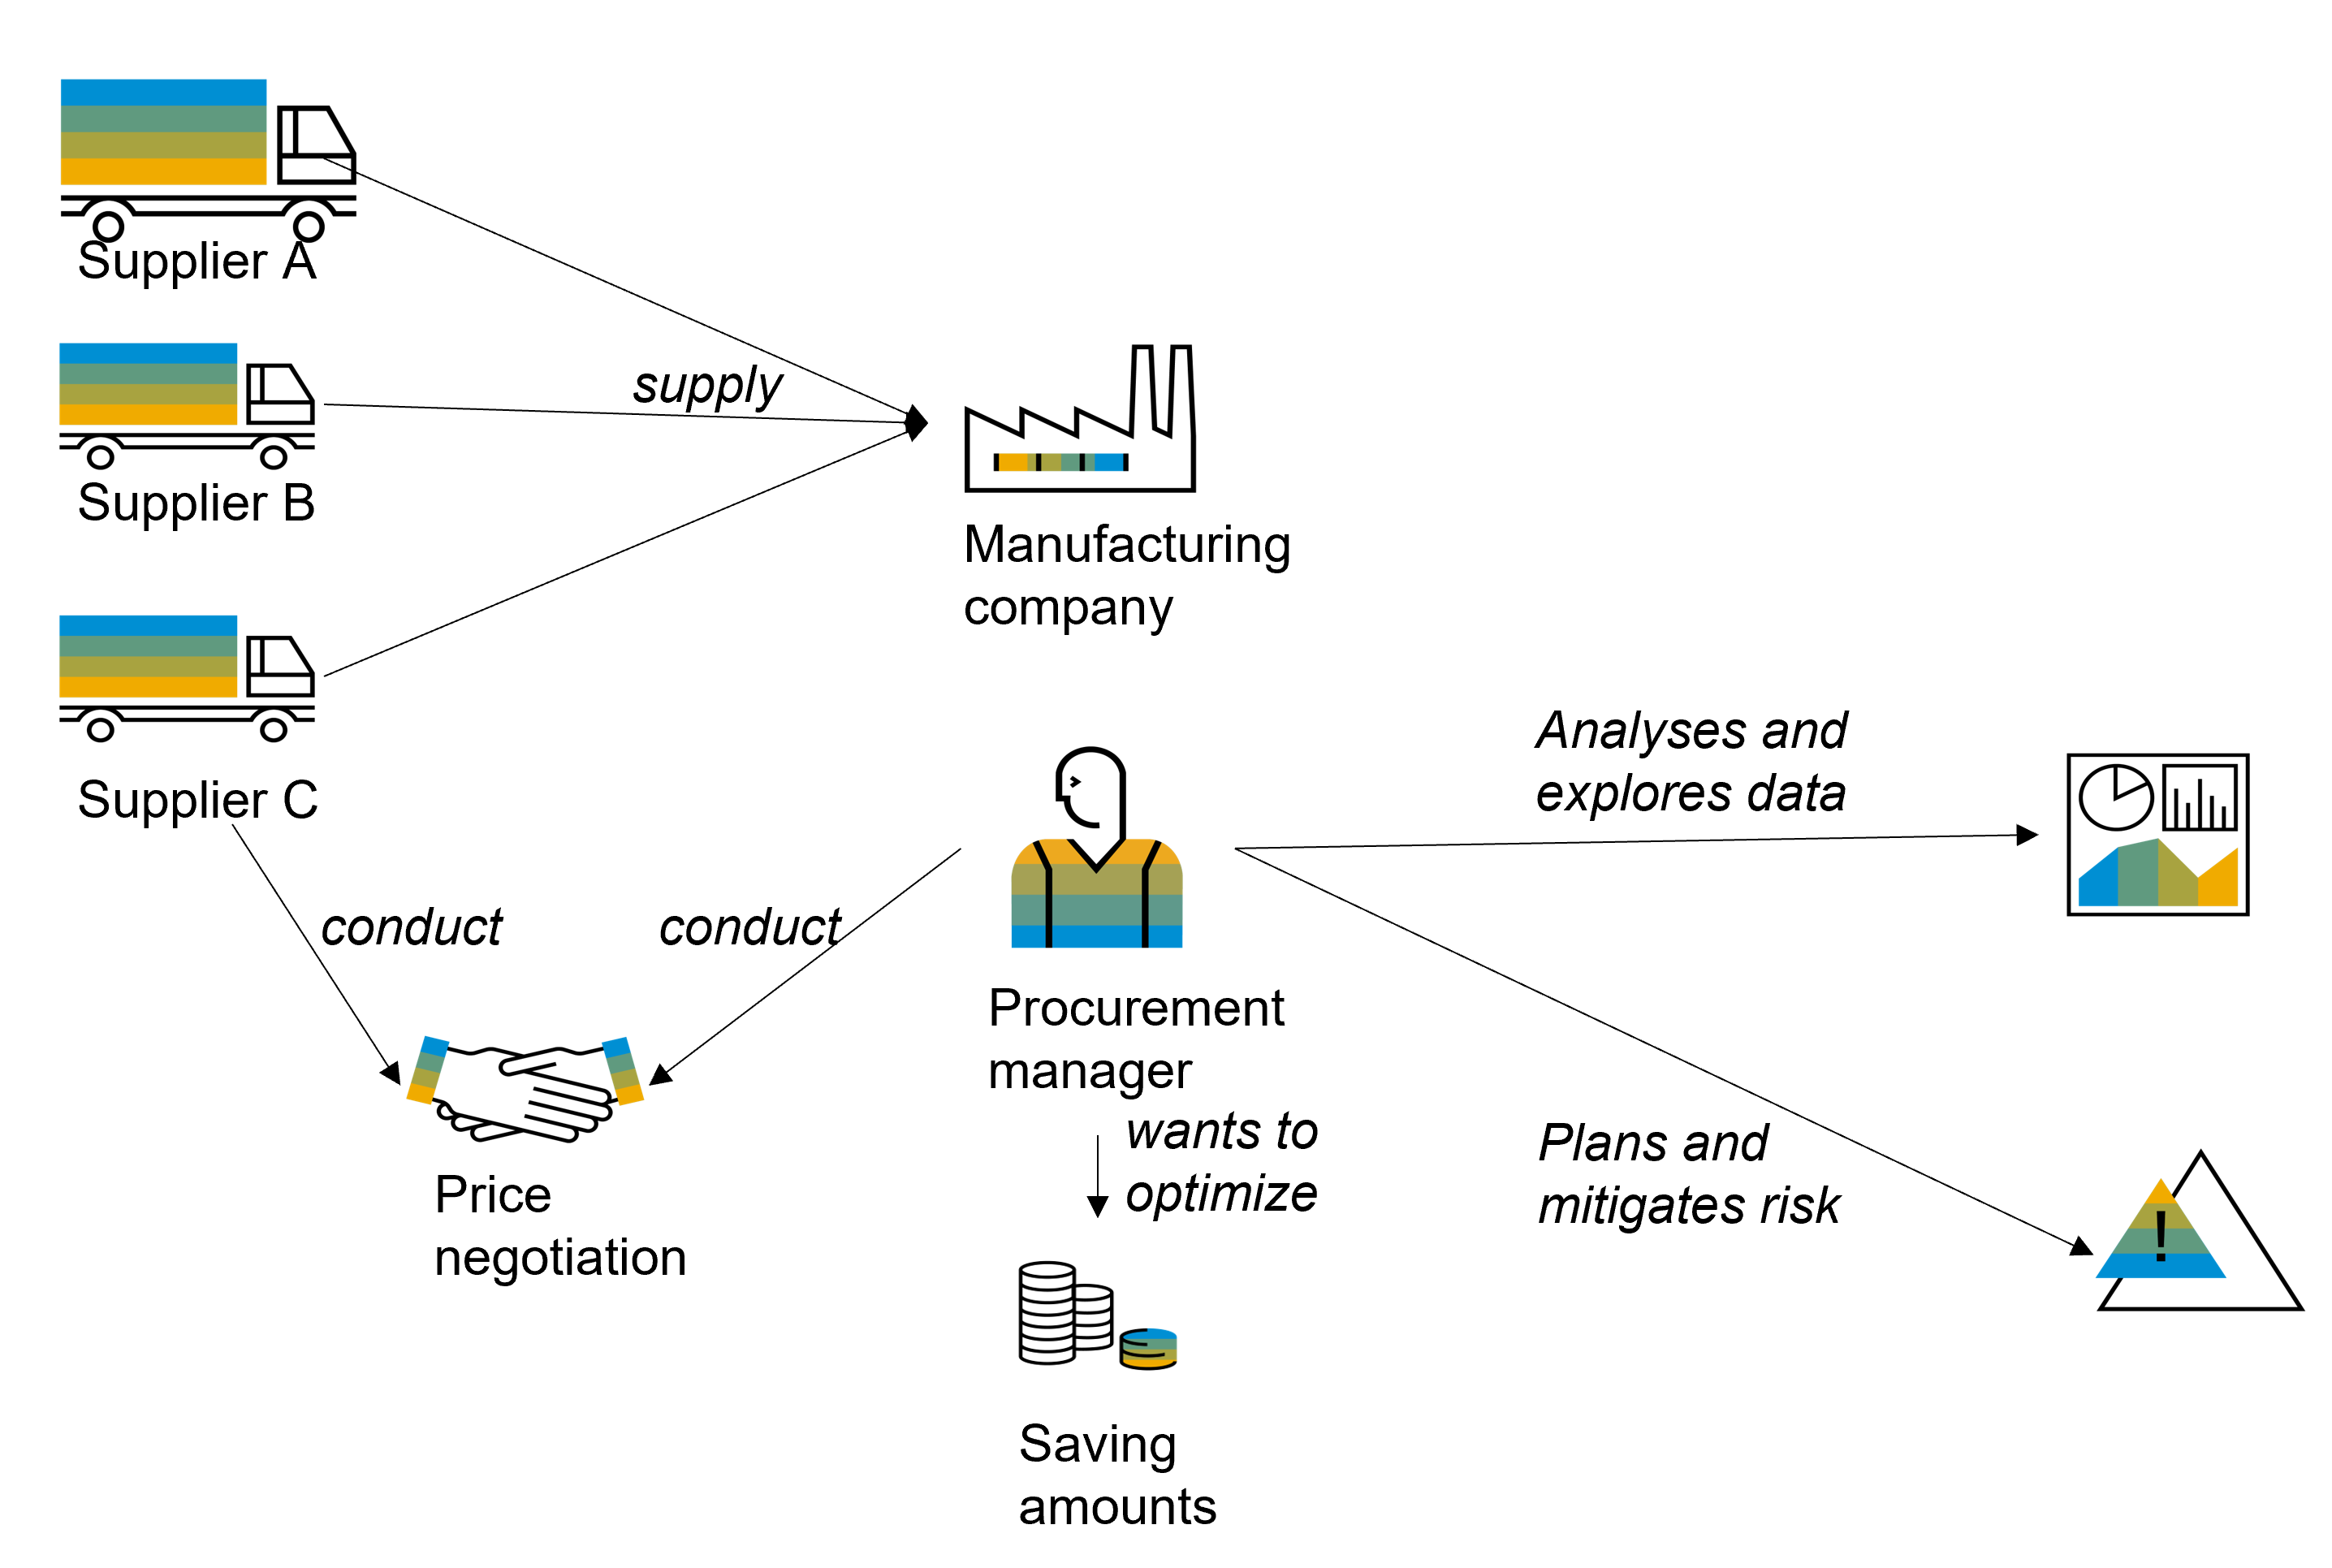 Supplier A
supply
Supplier B
Manufacturing
company
Supplier C
Analyses and
explores data
conduct
conduct
Procurement
manager
wants to
optimize
Plans and
mitigates risk
!
Price
negotiation
Saving
amounts